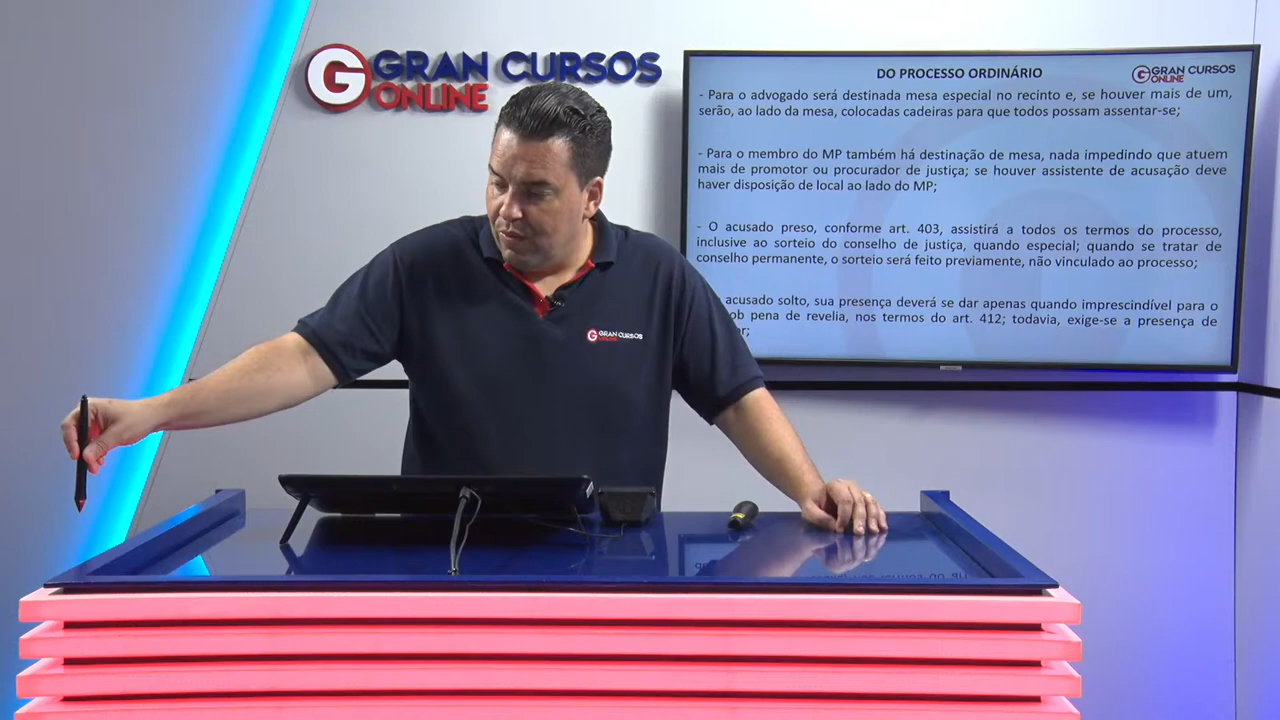 GRAN CURSOS
ONLINE
DO PROCESSO ORDINÁRIO
GRAN CURSOS
ONLINE
- Para o advogado será destinada mesa especial no recinto e, se houver mais de um,
serão, ao lado da mesa, colocadas cadeiras para que todos possam assentar-se;
- Para o membro do MP também há destinação de mesa, nada impedindo que atuem
mais de promotor ou procurador de justiça; se houver assistente de acusação deve
haver disposição de local ao lado do MP;
- O acusado preso, conforme art. 403, assistirá a todos os termos do processo,
inclusive ao sorteio do conselho de justiça, quando especial; quando se tratar de
conselho permanente, o sorteio será feito previamente, não vinculado ao processo;
acusado solto, sua presença deverá se dar apenas quando imprescindível para o
pena de revelia, nos termos do art. 412; todavia, exige-se a presença de
GRAN CURSOS
ONLINE